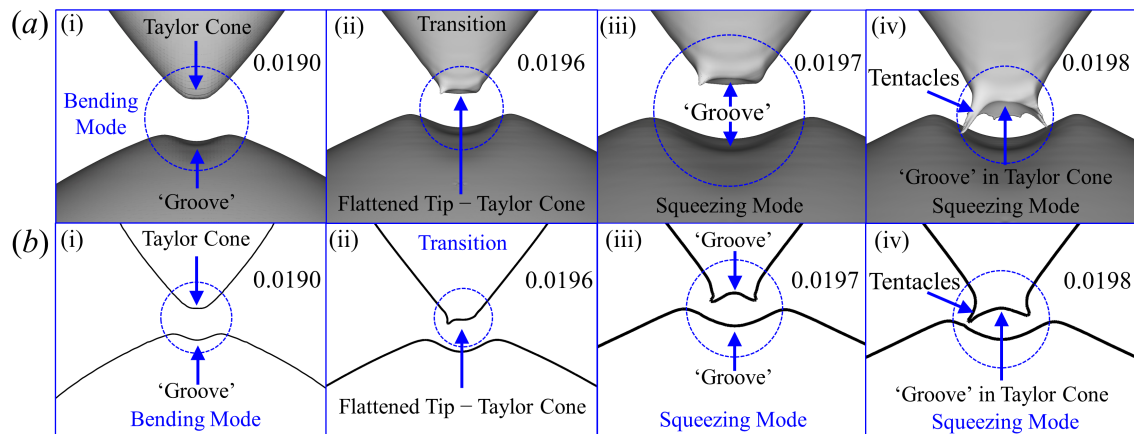 (a)
(i)
Taylor Cone
0.0190
Bending
Mode
‘Groove’
(ii)
Transition
0.0196
Flattened Tip − Taylor Cone
(iii)
0.0197
‘Groove’
Squeezing Mode
(iv)
0.0198
Tentacles
‘Groove’ in Taylor Cone
Squeezing Mode
(b)
(i)
Taylor Cone
0.0190
‘Groove’
Bending Mode
(ii)
Transition
0.0196
Flattened Tip − Taylor Cone
(iii)
‘Groove’
0.0197
‘Groove’
Squeezing Mode
(iv)
Tentacles
0.0198
‘Groove’ in Taylor Cone
Squeezing Mode